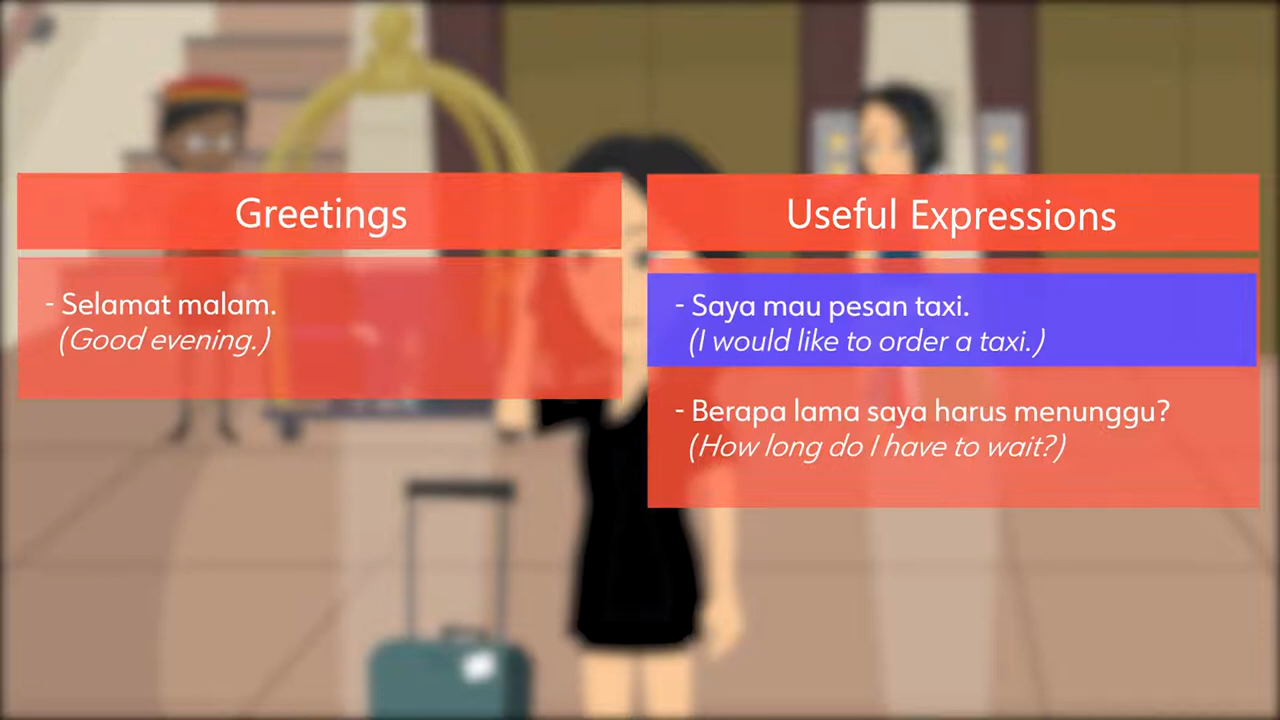 Greetings
- Selamat malam.
(Good evening.)
Useful Expressions
- Saya mau pesan taxi.
(I would like to order a taxi.)
- Berapa lama saya harus menunggu?
(How long do I have to wait?)